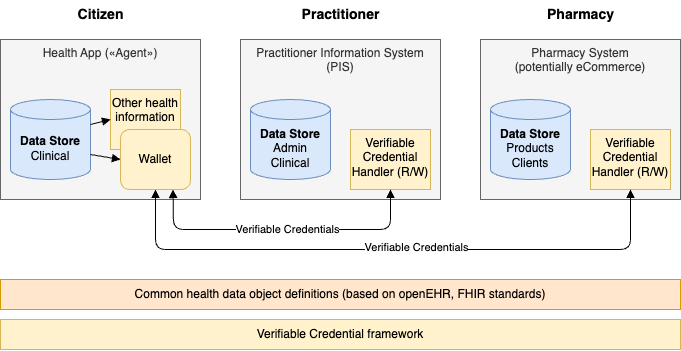 Citizen
Practitioner
Pharmacy
Health App («Agent»)
Practitioner Information System
(PIS)
Pharmacy System
(potentially eCommerce)
Other health
information
Data Store
Clinical
Wallet
Data Store
Admin
Clinical
Verifiable
Credential
Handler (R/W)
Data Store
Products
Clients
Verifiable
Credential
Handler (R/W)
Verifiable Credentials
Verifiable Credentials
Common health data object definitions (based on openEHR, FHIR standards)
Verifiable Credential framework